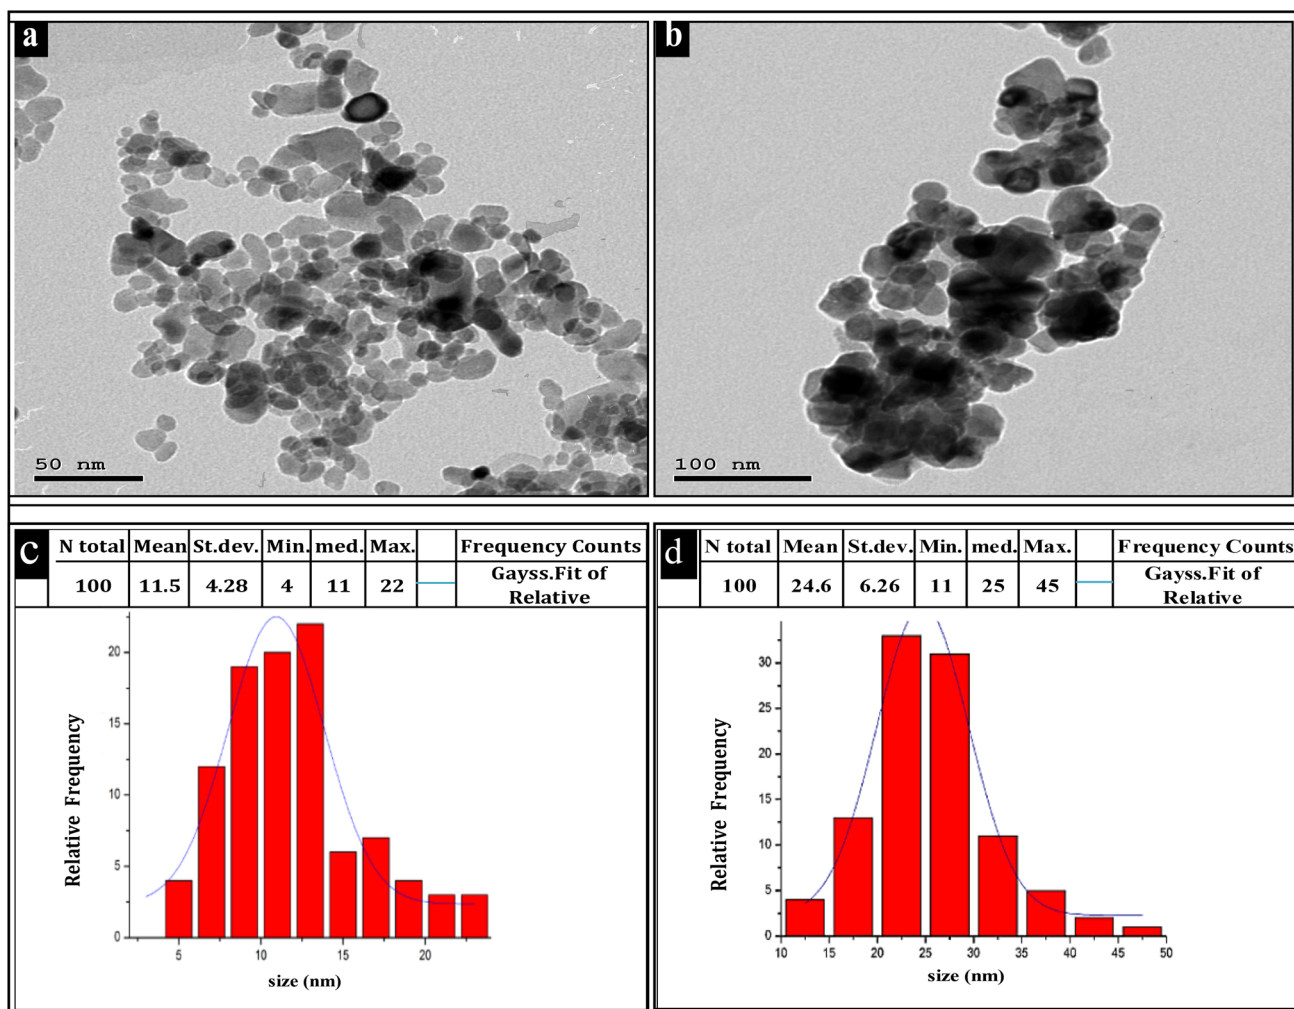 a
50 nm
b
100 nm
c
N total Mean St.dev. Min. med. Max. Frequency Counts
100 11.5 4.28 4 11 22 Gayss.Fit of
Relative
20
15
10
5
0
5 10 15 20
Relative Frequency
size (nm)
d
N total Mean St.dev. Min. med. Max. Frequency Counts
100 24.6 6.26 11 25 45 Gayss.Fit of
Relative
30
25
20
15
10
5
0
10 15 20 25 30 35 40 45 50
Relative Frequency
size (nm)